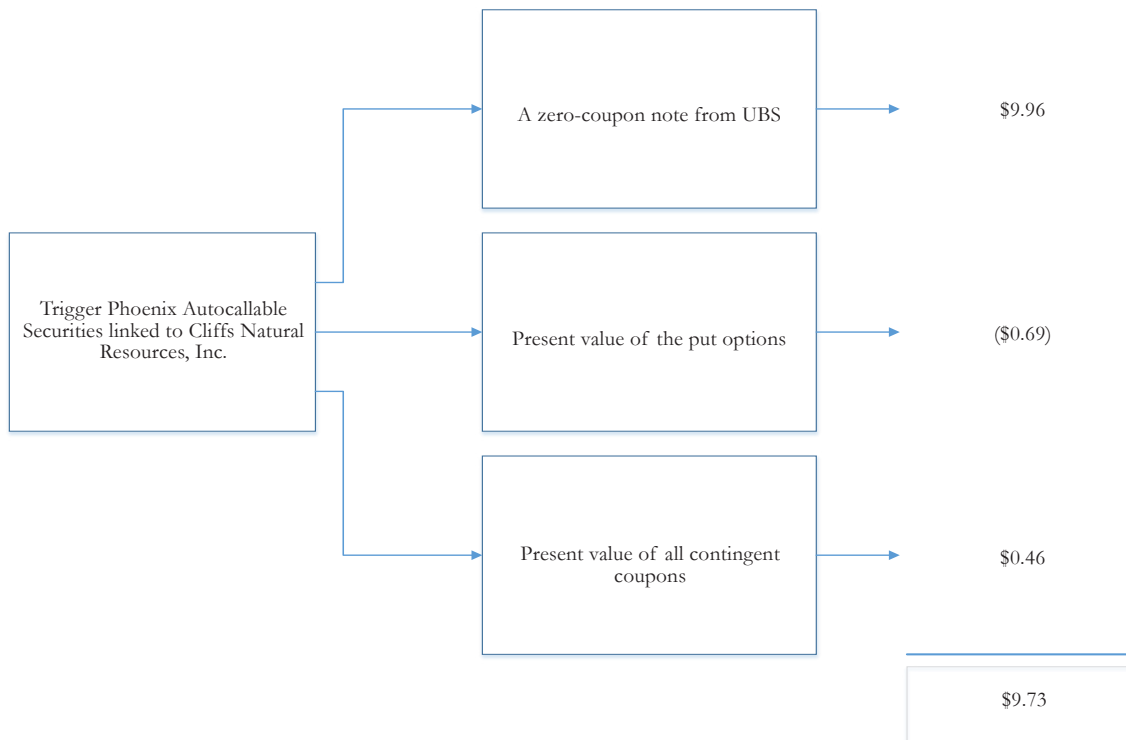 A zero-coupon note from UBS
$9.96
Trigger Phoenix Autocallable
Securities linked to Cliffs Natural
Resources, Inc.
Present value of the put options
($0.69)
Present value of all contingent
coupons
$0.46
$9.73